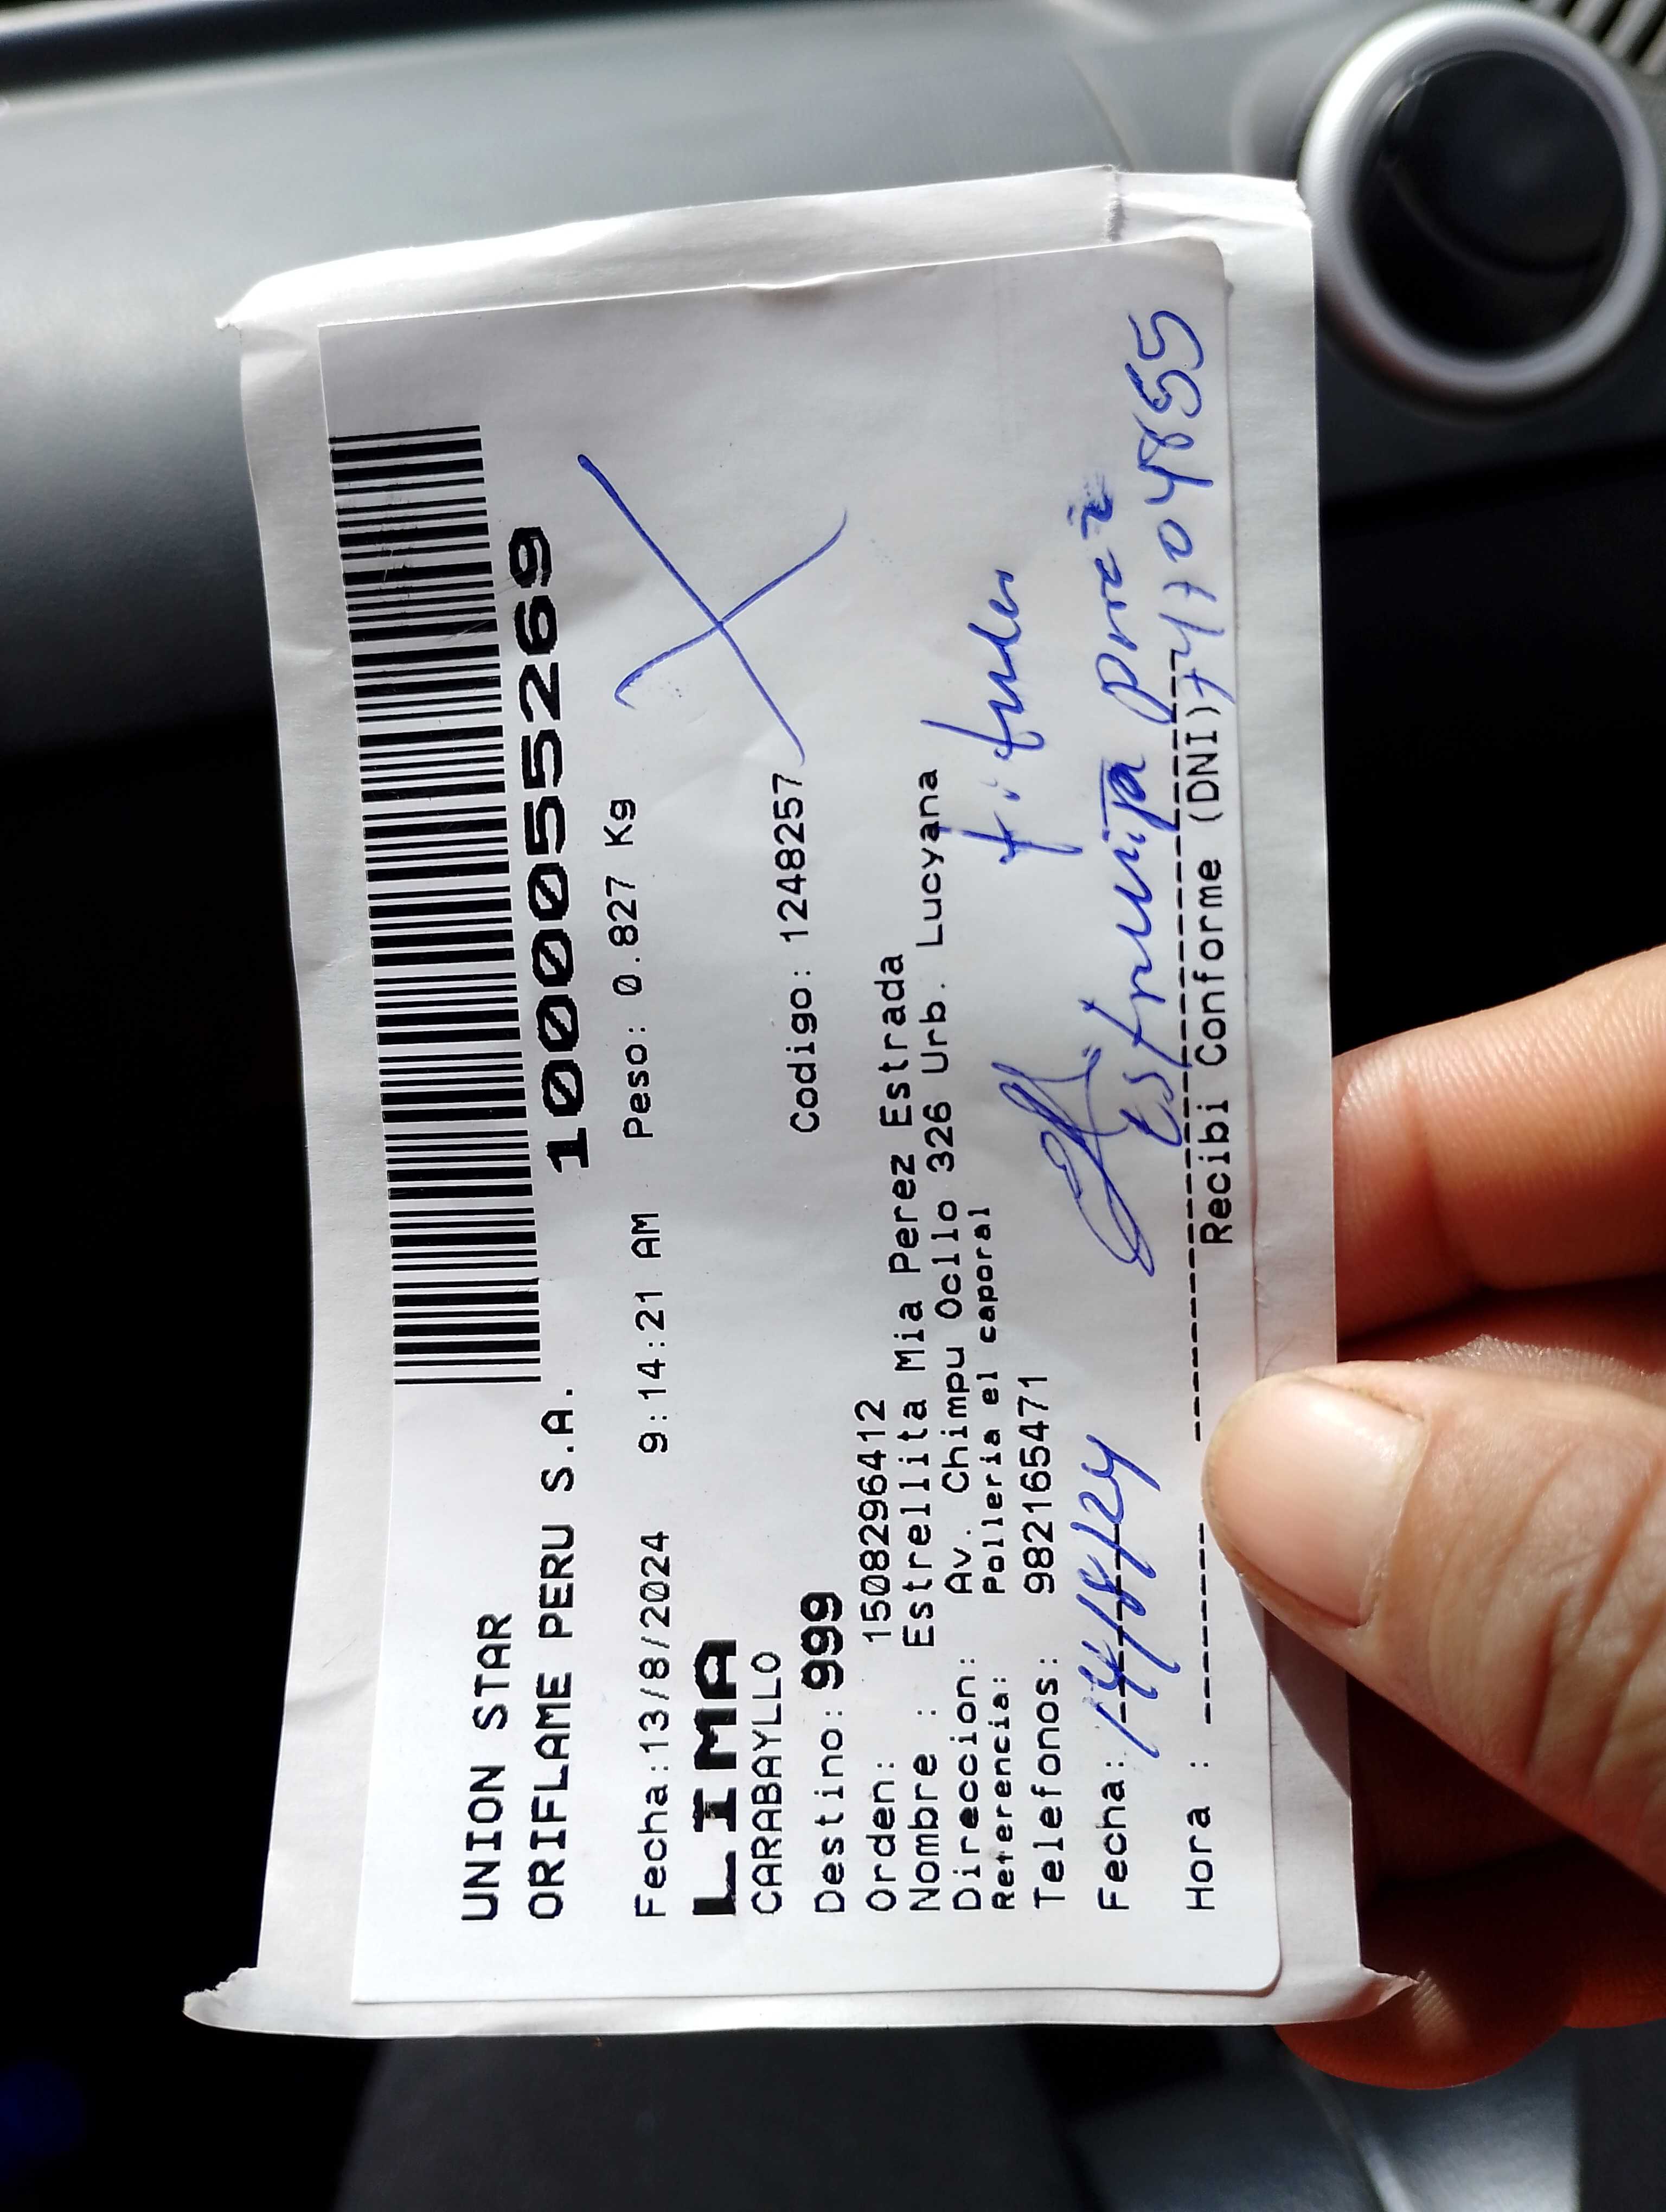 UNION STAR
ORIFLAME PERU S.A. 100055269
Fecha:13/8/2024 9:14:21 AM Peso: 0.827 Kg
LIMA
CARABAYLLO
Destino: 999 Codigo: 1248257
Orden: 1508296412
Nombre : Estrellita Mia Perez Estrada
Direccion: Av. Chimpu Ocllo 326 Urb. Lucyana
Referencia: Polleria el caporal
Telefonos: 982165471
Fecha: 14/8/24
Hora : 
Recibi Conforme (DNI)